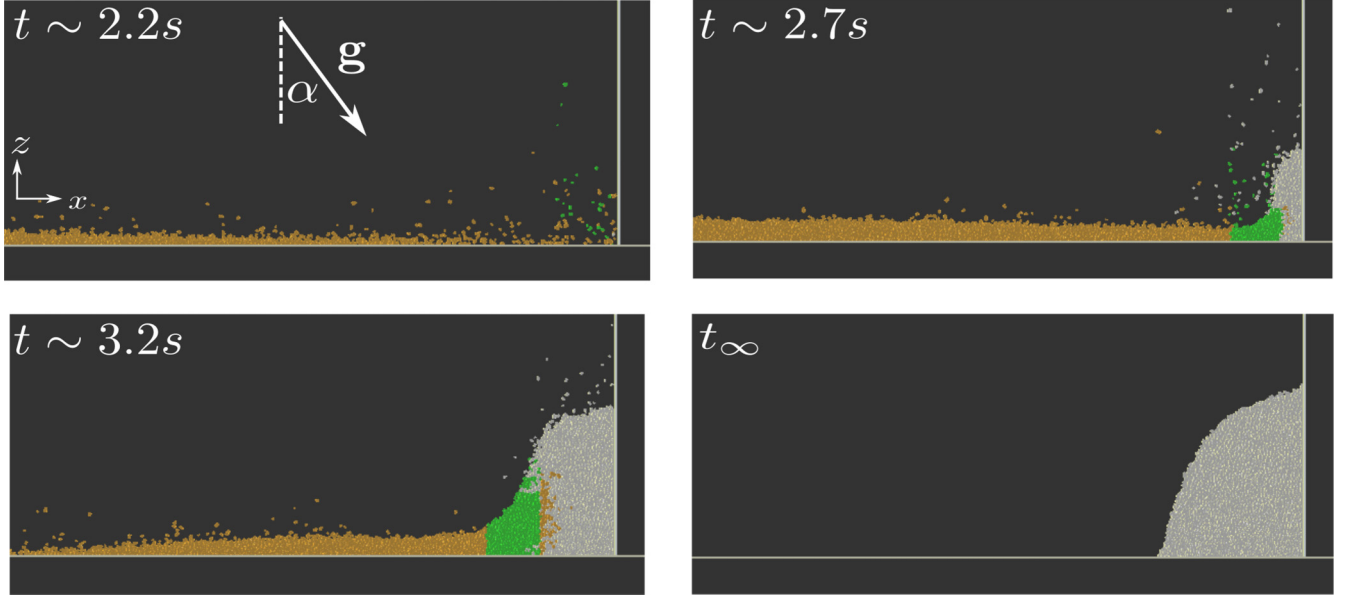 t ∼ 2.2s
g
α
z
x
t ∼ 2.7s
t ∼ 3.2s
t∞